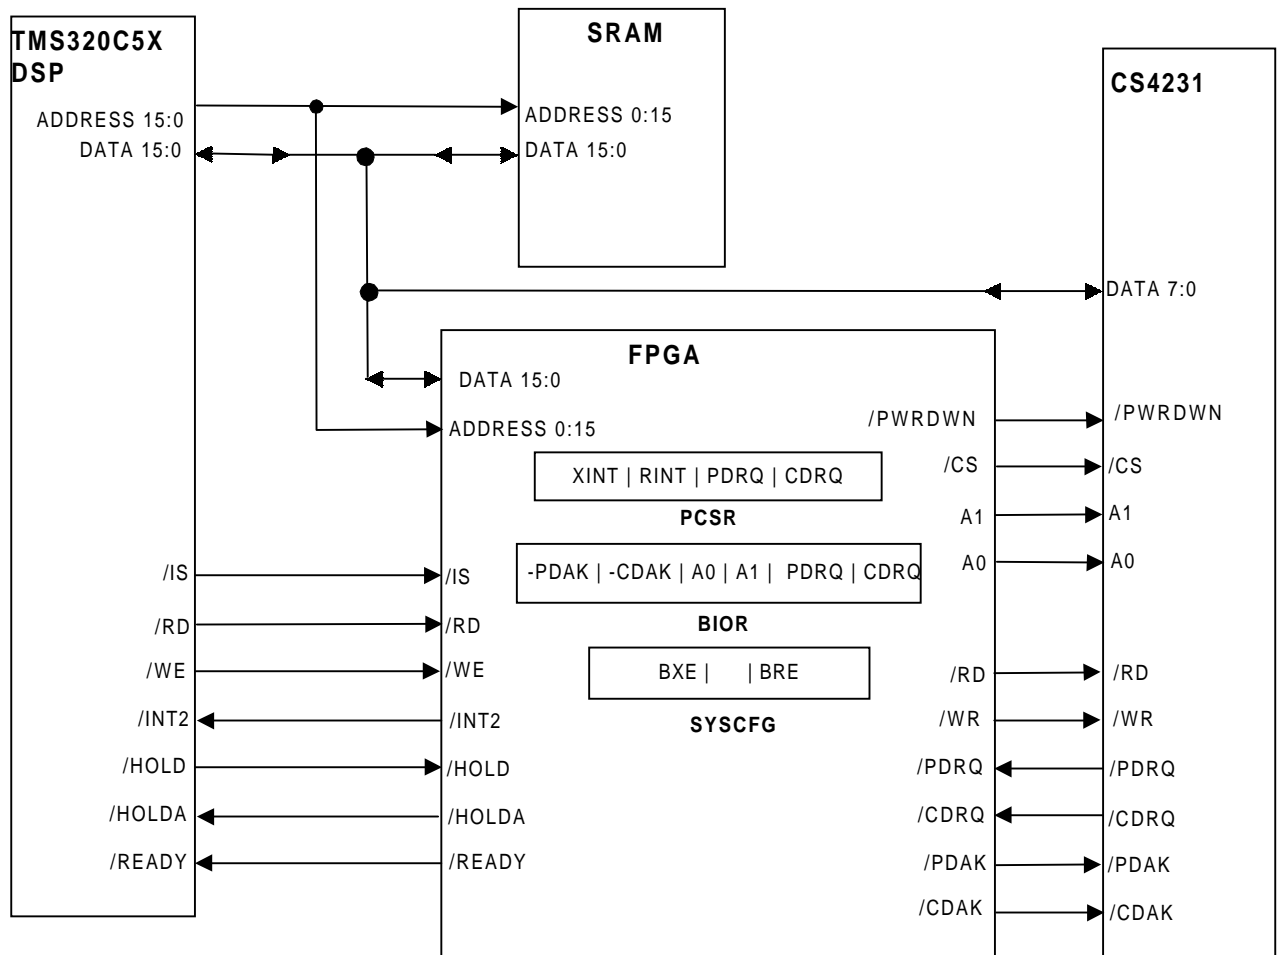 TMS320C5X
DSP
ADDRESS 15:0
DATA 15:0
/IS
/RD
/WE
/INT2
/HOLD
/HOLDA
/READY
SRAM
ADDRESS 0:15
DATA 15:0
FPGA
DATA 15:0
ADDRESS 0:15
XINT | RINT | PDRQ | CDRQ
PCSR
-PDAK | -CDAK | A0 | A1 | PDRQ | CDRQ
BIOR
BXE | | BRE
SYSCFG
/IS
/RD
/WE
/INT2
/HOLD
/HOLDA
/READY
/PWRDWN
/CS
A1
A0
/RD
/WR
/PDRQ
/CDRQ
/PDAK
/CDAK
CS4231
DATA 7:0
/PWRDWN
/CS
A1
A0
/RD
/WR
/PDRQ
/CDRQ
/PDAK
/CDAK